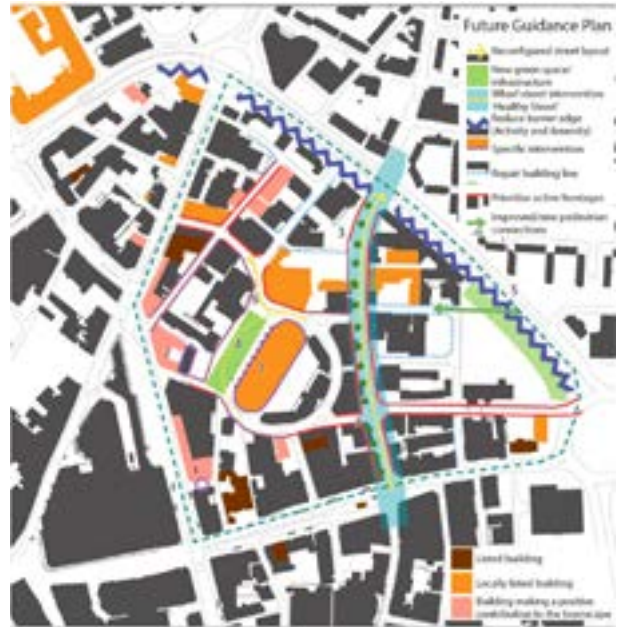 Future Guidance Plan
Reconfigured street layout
New green space/
infrastructure
Wheel street intervention
'Healthy Street'
Reduce barrier edge
(Activity and Amenity)
Specific intervention
Repair building line
Prioritise active frontages
Improved/new pedestrian
connections
Listed building
Locally listed building
Building making a positive
contribution to the townscape